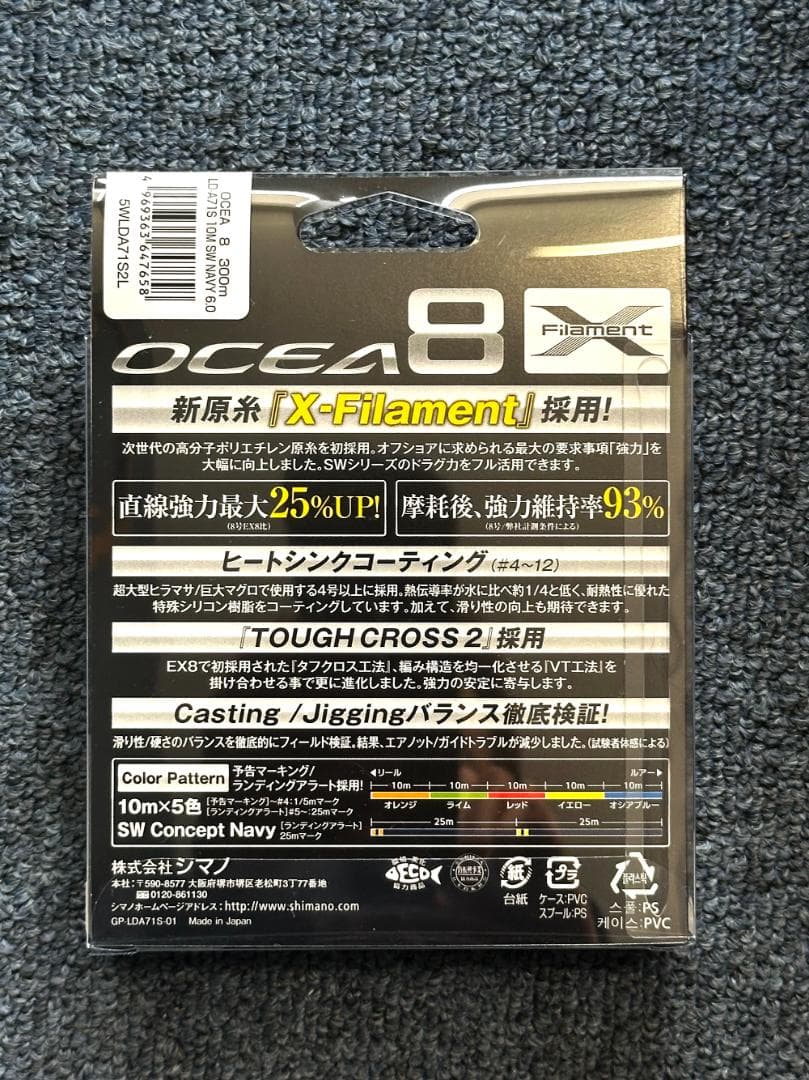 OCEA 8 300m
LD-A71S 10M SW NAVY 6.0
4 969363 647658
5WLDA71S2L
OCEA8
X Filament
新原糸『X-Filament』採用!
次世代の高分子ポリエチレン原糸を初採用。オフショアに求められる最大の要求事項「強力」を
大幅に向上しました。SWシリーズのドラグ力をフル活用できます。
直線強力最大25%UP!
(8号EX8比)
摩耗後、強力維持率93%
(8号/弊社計測条件による)
ヒートシンクコーティング(#4〜12)
超大型ヒラマサ/巨大マグロで使用する4号以上に採用。熱伝導率が水に比べ約1/4と低く、耐熱性に優れた
特殊シリコン樹脂をコーティングしています。加えて、滑り性の向上も期待できます。
『TOUGH CROSS 2』採用
EX8で初採用された『タフクロス工法』、編み構造を均一化させる『VT工法』を
掛け合わせる事で更に進化しました。強力の安定に寄与します。
Casting /Jiggingバランス徹底検証!
滑り性/硬さのバランスを徹底的にフィールド検証。結果、エアノット/ガイドトラブルが減少しました。(試験者体感による)
Color Pattern 予告マーキング/
ランディングアラート採用!
10m×5色 [予告マーキング]〜#4:1/5mマーク
[ランディングアラート]#5〜:25mマーク
SW Concept Navy [ランディングアラート]
25mマーク
リール ルアー
10m 10m 10m 10m 10m
オレンジ ライム レッド イエロー オシアブルー
25m 25m
株式会社シマノ
本社:〒590-8577 大阪府堺市堺区老松町3丁77番地
0120-861130
シマノホームページアドレス:http://www.shimano.com
GP-LDA71S-01 Made in Japan
ECO
協力商品
紙
台紙
プラ
ケース:PVC
スプール:PS
플라스틱
스풀:PS
케이스:PVC